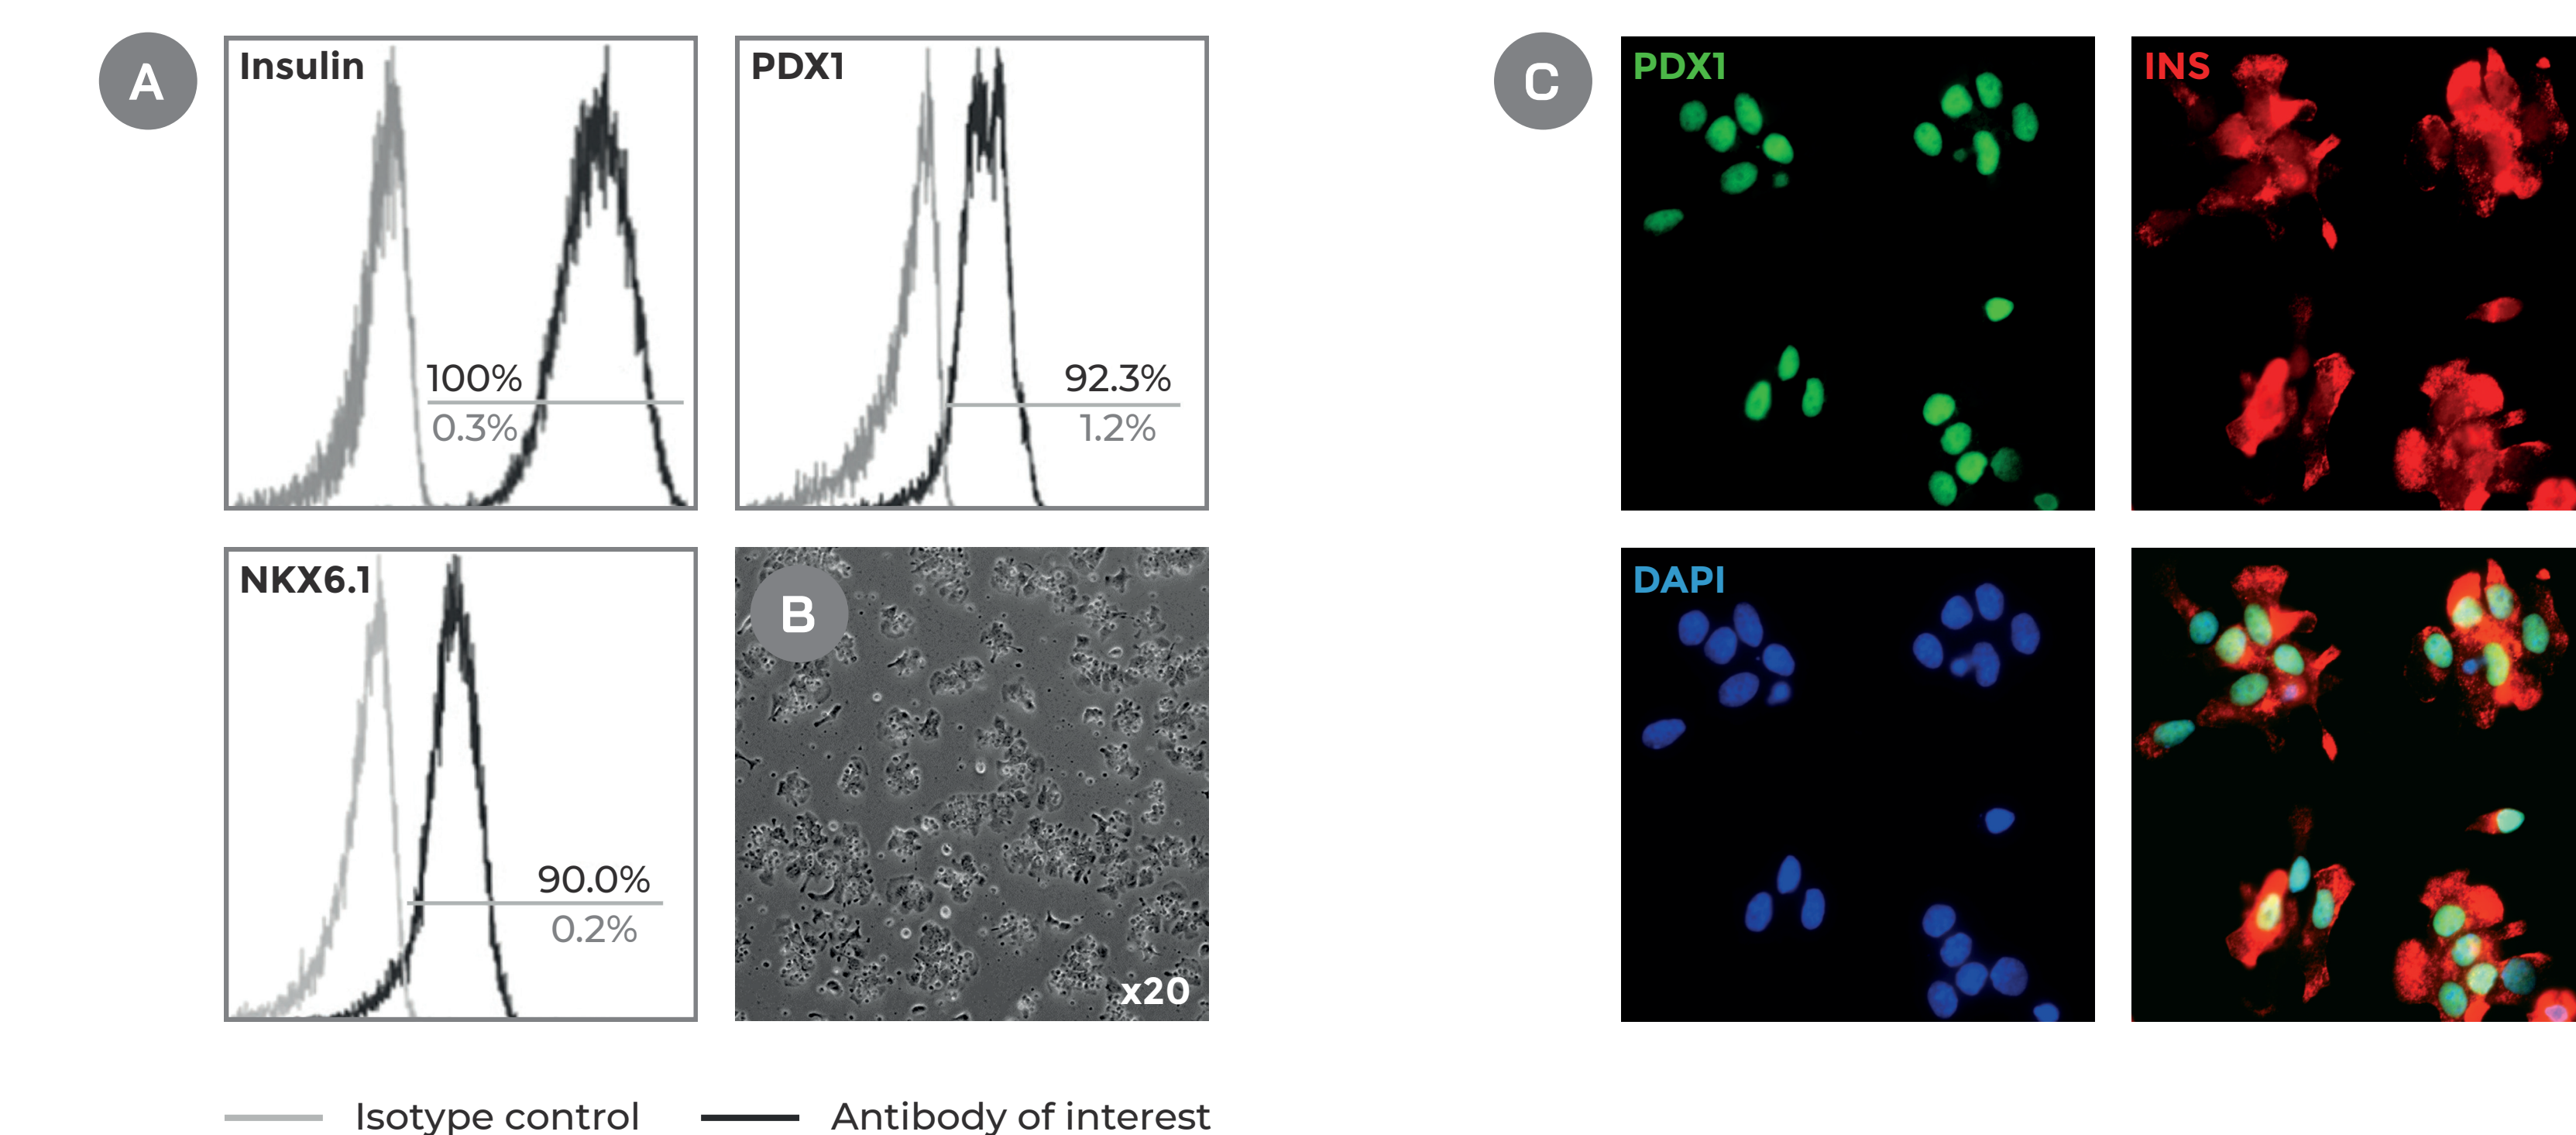 A
Insulin
100%
0.3%
PDX1
92.3%
1.2%
NKX6.1
90.0%
0.2%
B
x20
Isotype control
Antibody of interest
C
PDX1
INS
DAPI